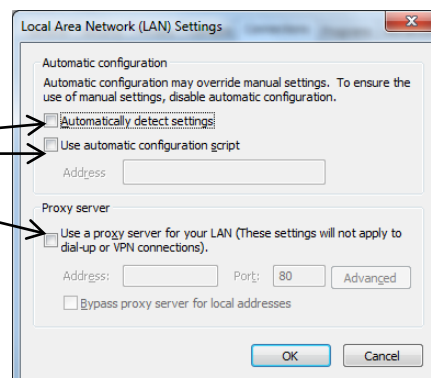 Local Area Network (LAN) Settings
Automatic configuration
Automatic configuration may override manual settings. To ensure the
use of manual settings, disable automatic configuration.
Automatically detect settings
Use automatic configuration script
Address
Proxy server
Use a proxy server for your LAN (These settings will not apply to
dial-up or VPN connections).
Address:
Port:
80
Advanced
Bypass proxy server for local addresses
OK
Cancel